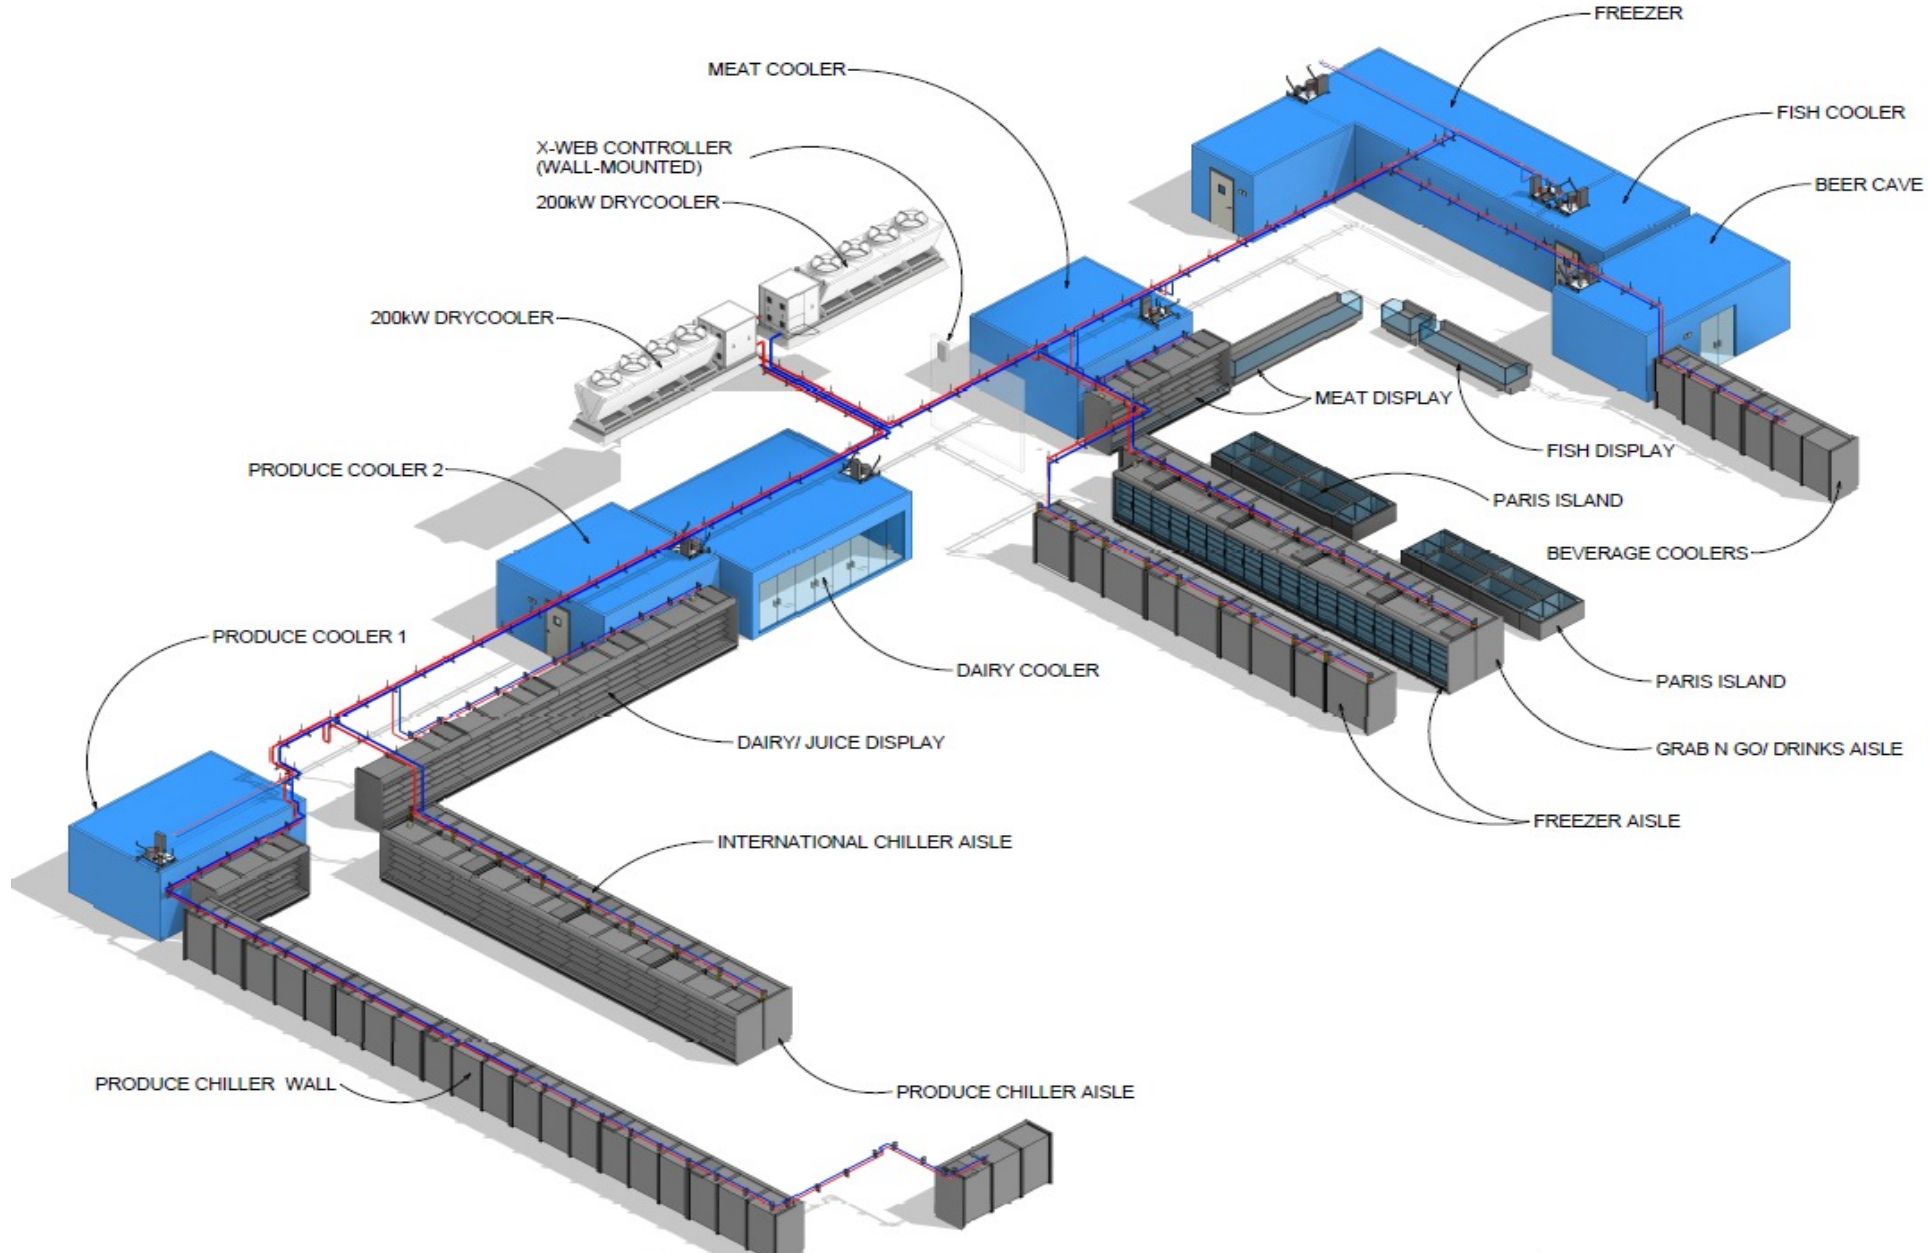 FREEZER
MEAT COOLER
FISH COOLER
X-WEB CONTROLLER
(WALL-MOUNTED)
BEER CAVE
200kW DRYCOOLER
200kW DRYCOOLER
MEAT DISPLAY
FISH DISPLAY
PRODUCE COOLER 2
PARIS ISLAND
BEVERAGE COOLERS
PRODUCE COOLER 1
DAIRY COOLER
PARIS ISLAND
DAIRY/ JUICE DISPLAY
GRAB N GO/ DRINKS AISLE
FREEZER AISLE
INTERNATIONAL CHILLER AISLE
PRODUCE CHILLER  WALL
PRODUCE CHILLER AISLE